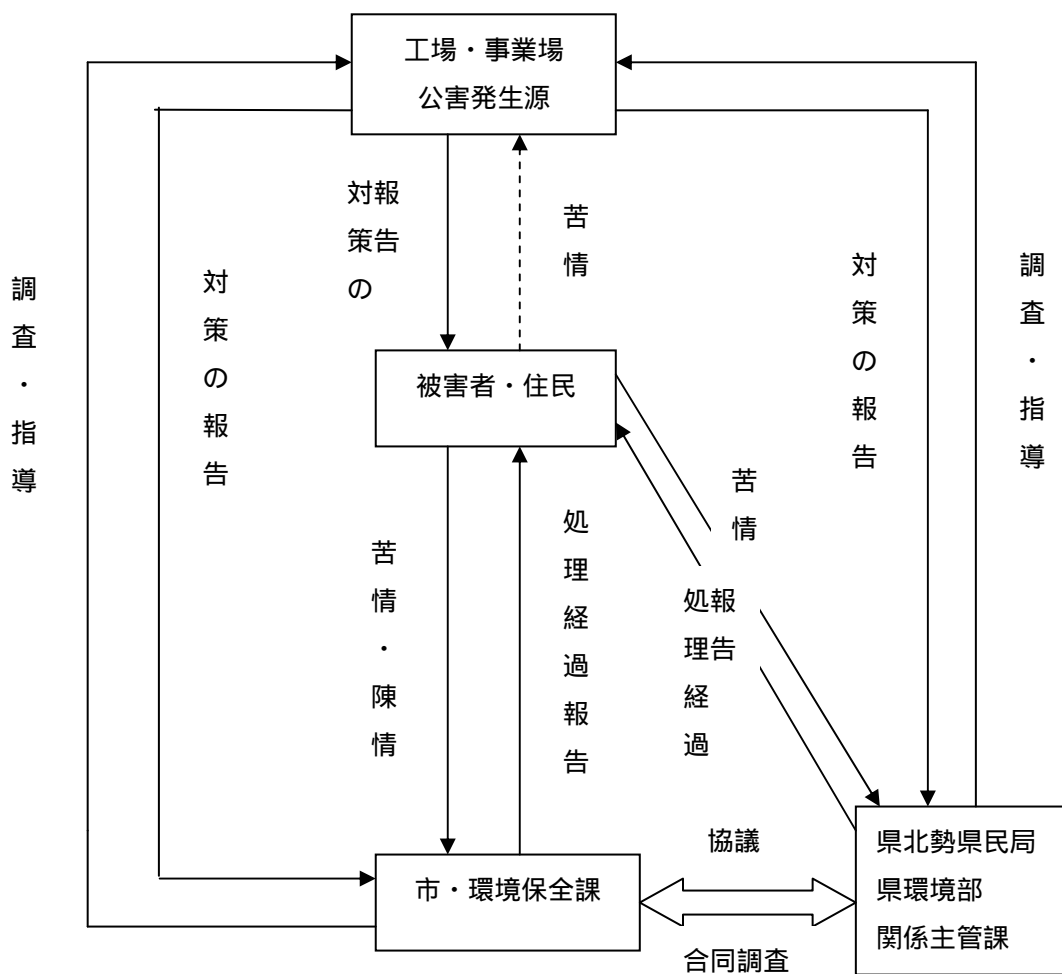 工場・事業場
公害発生源
対策の
報告
苦情
調査・指導
対策の報告
対策の報告
調査・指導
被害者・住民
苦情
処理経過
報告
苦情・陳情
処理経過報告
協議
市・環境保全課
県北勢県民局
県環境部
関係主管課
合同調査